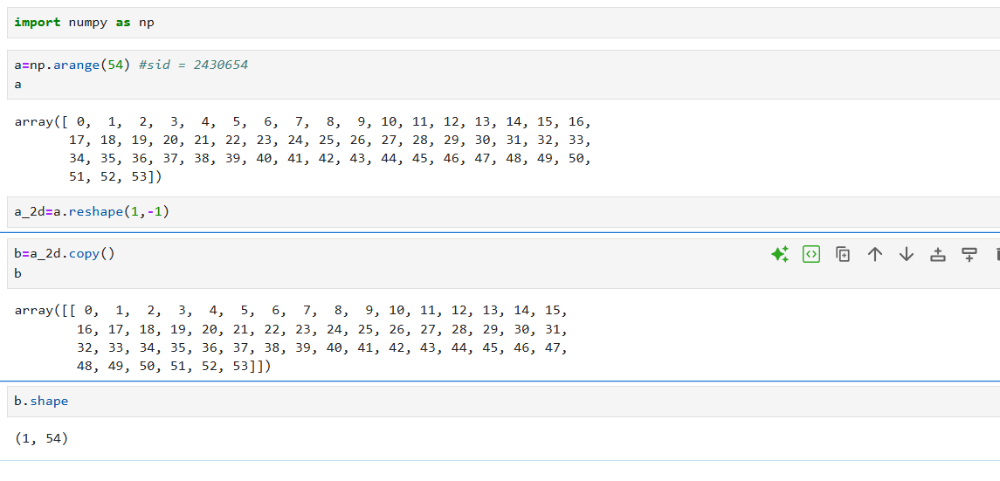 import numpy as np
a=np.arange(54) #sid = 2430654
a
array([ 0,  1,  2,  3,  4,  5,  6,  7,  8,  9, 10, 11, 12, 13, 14, 15, 16,
       17, 18, 19, 20, 21, 22, 23, 24, 25, 26, 27, 28, 29, 30, 31, 32, 33,
       34, 35, 36, 37, 38, 39, 40, 41, 42, 43, 44, 45, 46, 47, 48, 49, 50,
       51, 52, 53])
a_2d=a.reshape(1,-1)
b=a_2d.copy()
b
array([[ 0,  1,  2,  3,  4,  5,  6,  7,  8,  9, 10, 11, 12, 13, 14, 15,
        16, 17, 18, 19, 20, 21, 22, 23, 24, 25, 26, 27, 28, 29, 30, 31,
        32, 33, 34, 35, 36, 37, 38, 39, 40, 41, 42, 43, 44, 45, 46, 47,
        48, 49, 50, 51, 52, 53]])
b.shape
(1, 54)